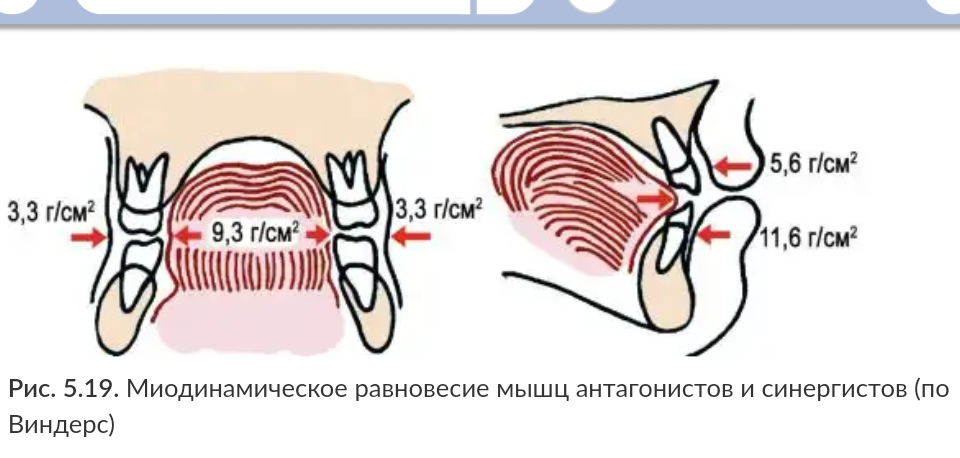 3,3 г/см²
9,3 г/см²
3,3 г/см²
5,6 г/см²
11,6 г/см²
Рис. 5.19. Миодинамическое равновесие мышц антагонистов и синергистов (по
Виндерс)